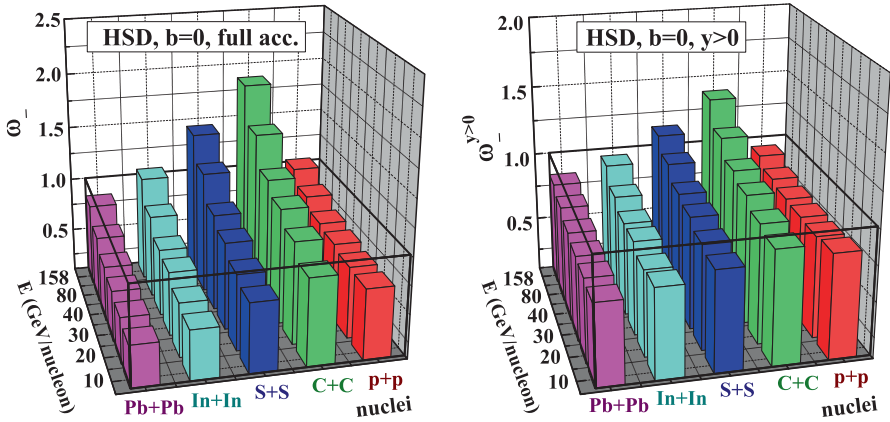 HSD, b=0, full acc.
ω_
2.5
2.0
1.5
1.0
0.5
158
80
40
30
20
10
E (GeV/nucleon)
Pb+Pb
In+In
S+S
C+C
p+p
nuclei
HSD, b=0, y>0
ω_ y>0
2.0
1.5
1.0
0.5
158
80
40
30
20
10
E (GeV/nucleon)
Pb+Pb
In+In
S+S
C+C
p+p
nuclei